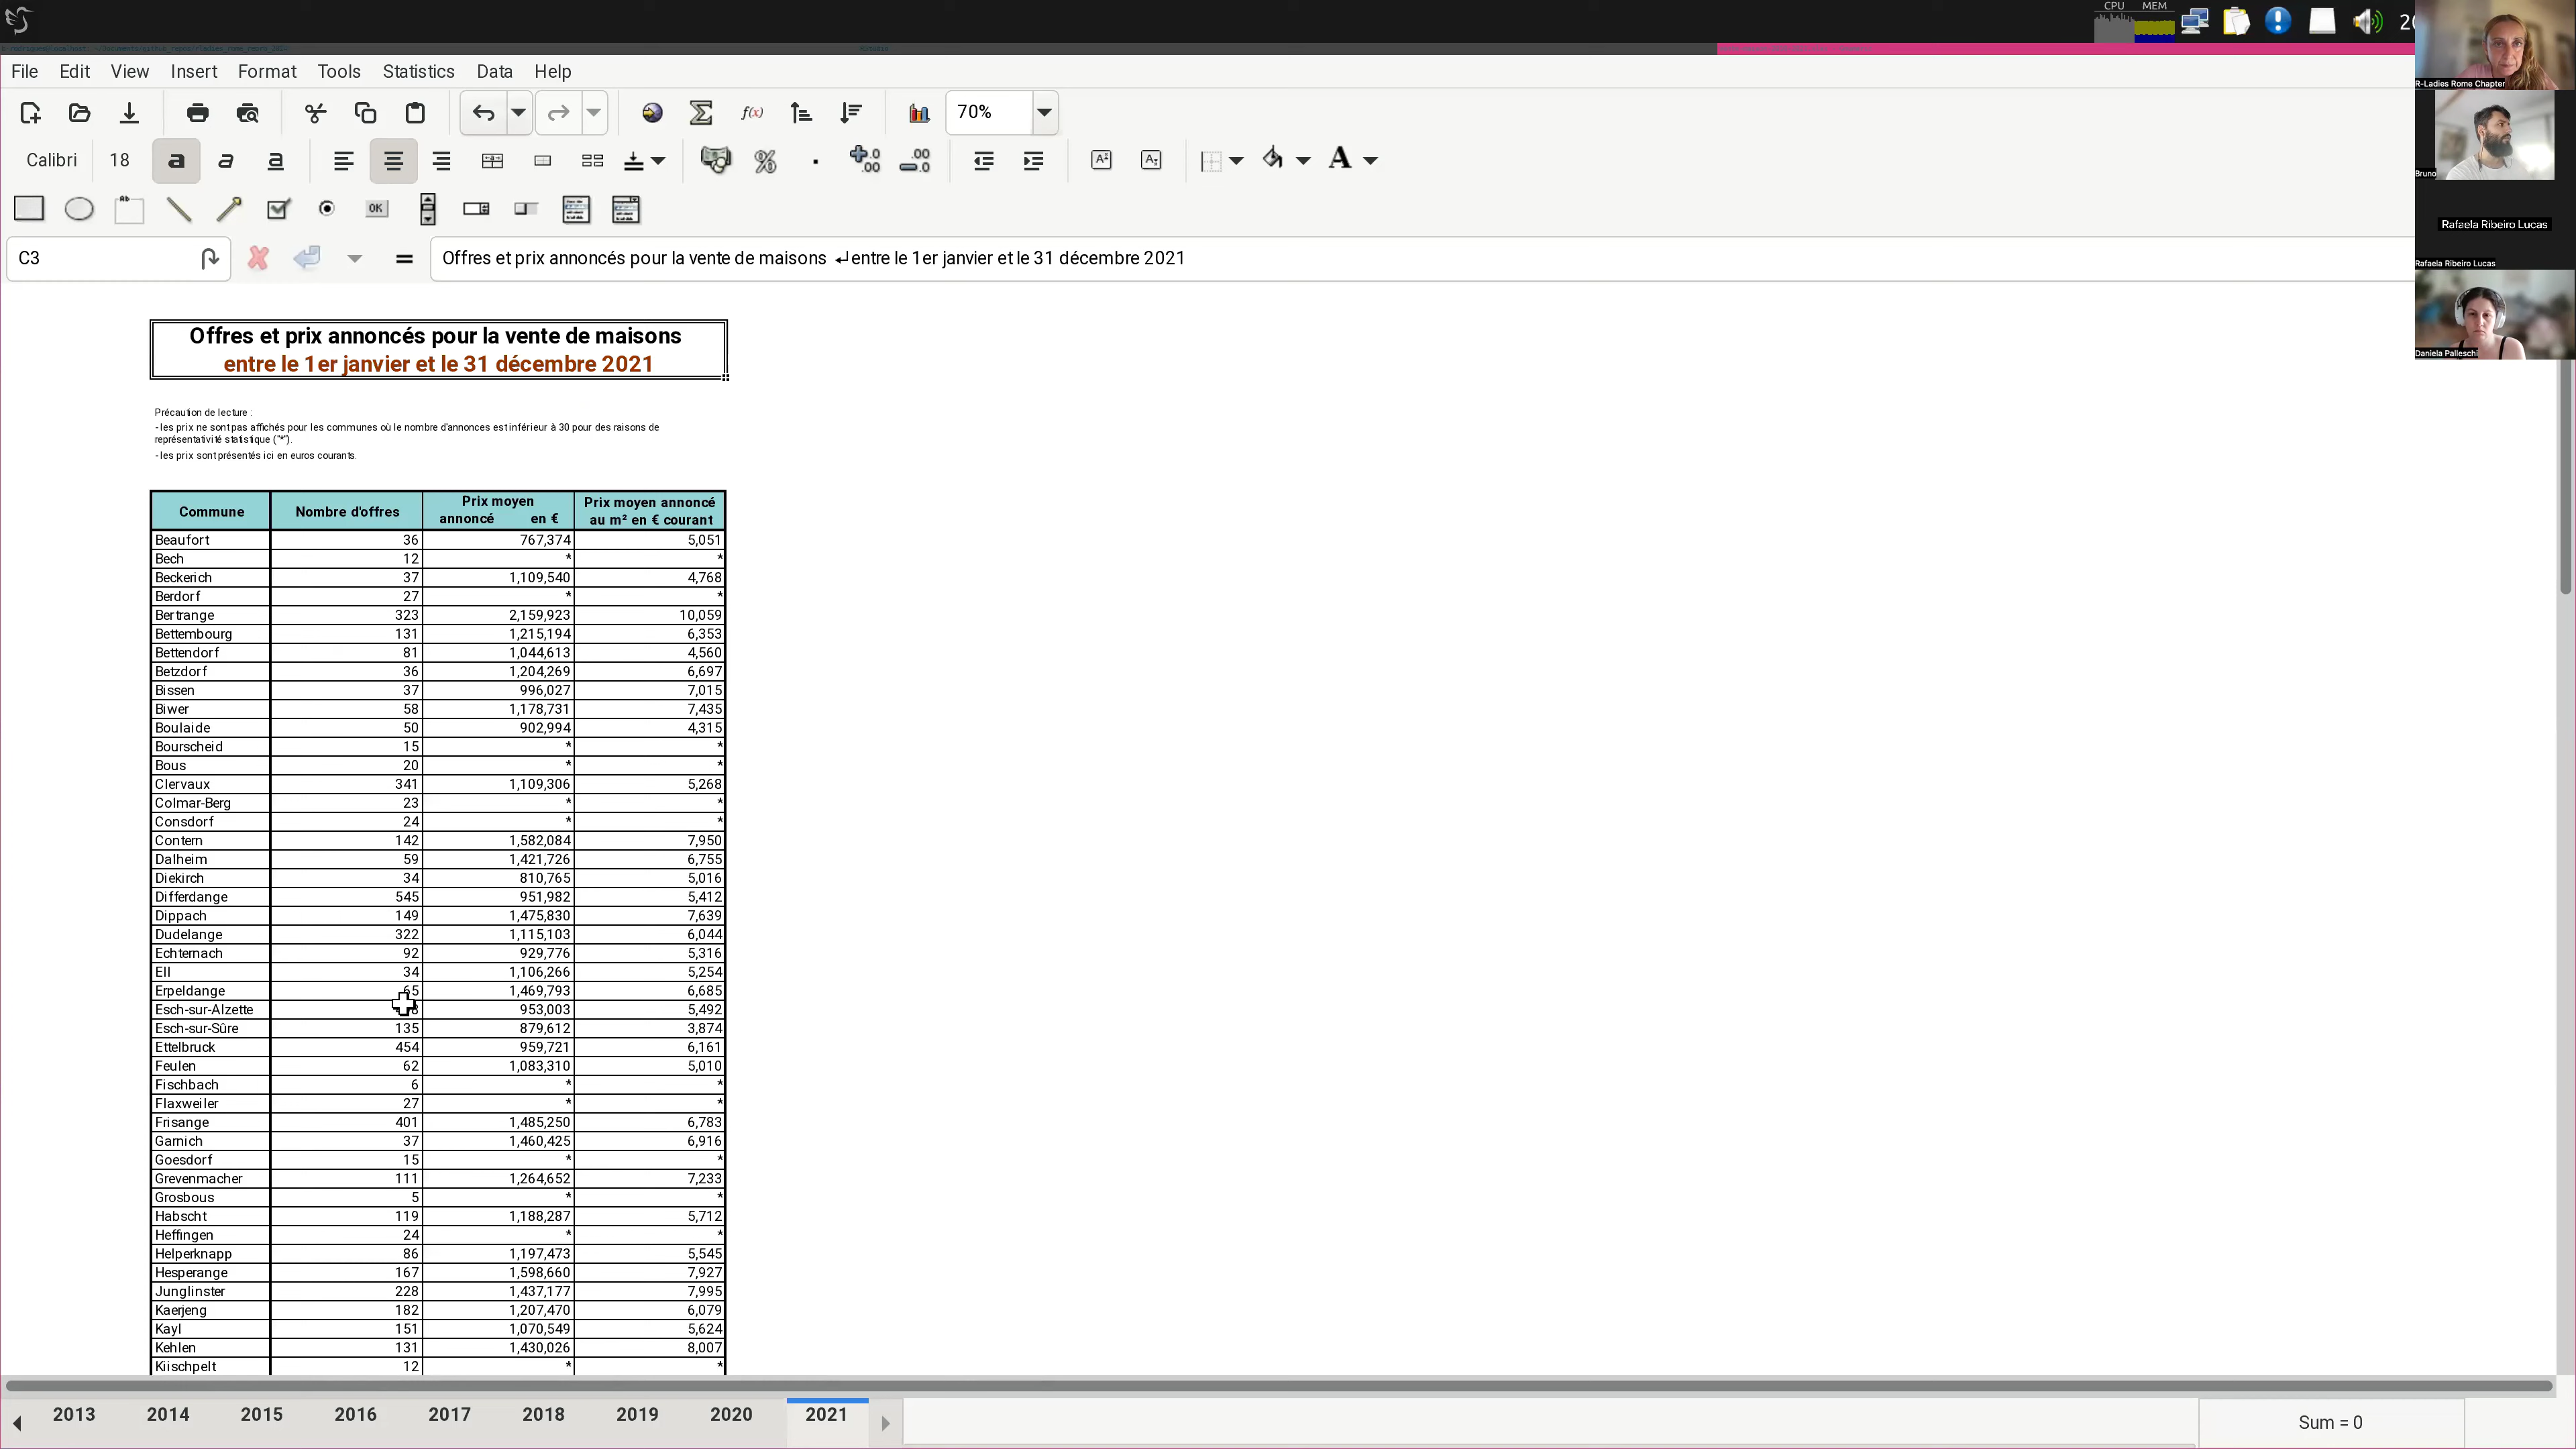 CPU MEM
File Edit View Insert Format Tools Statistics Data Help
70%
Calibri 18
C3
= Offres et prix annoncés pour la vente de maisons ↲entre le 1er janvier et le 31 décembre 2021
R-Ladies Rome Chapter
Bruno
Rafaela Ribeiro Lucas
Rafaela Ribeiro Lucas
Daniela Palleschi
Offres et prix annoncés pour la vente de maisons
entre le 1er janvier et le 31 décembre 2021
Précaution de lecture :
- les prix ne sont pas affichés pour les communes où le nombre d'annonces est inférieur à 30 pour des raisons de
représentativité statistique ("*").
- les prix sont présentés ici en euros courants.
Commune Nombre d'offres Prix moyen annoncé en € Prix moyen annoncé au m² en € courant
Beaufort 36 767,374 5,051
Bech 12 * *
Beckerich 37 1,109,540 4,768
Berdorf 27 * *
Bertrange 323 2,159,923 10,059
Bettembourg 131 1,215,194 6,353
Bettendorf 81 1,044,613 4,560
Betzdorf 36 1,204,269 6,697
Bissen 37 996,027 7,015
Biwer 58 1,178,731 7,435
Boulaide 50 902,994 4,315
Bourscheid 15 * *
Bous 20 * *
Clervaux 341 1,109,306 5,268
Colmar-Berg 23 * *
Consdorf 24 * *
Contern 142 1,582,084 7,950
Dalheim 59 1,421,726 6,755
Diekirch 34 810,765 5,016
Differdange 545 951,982 5,412
Dippach 149 1,475,830 7,639
Dudelange 322 1,115,103 6,044
Echternach 92 929,776 5,316
Ell 34 1,106,266 5,254
Erpeldange 65 1,469,793 6,685
Esch-sur-Alzette 953,003 5,492
Esch-sur-Sûre 135 879,612 3,874
Ettelbruck 454 959,721 6,161
Feulen 62 1,083,310 5,010
Fischbach 6 * *
Flaxweiler 27 * *
Frisange 401 1,485,250 6,783
Garnich 37 1,460,425 6,916
Goesdorf 15 * *
Grevenmacher 111 1,264,652 7,233
Grosbous 5 * *
Habscht 119 1,188,287 5,712
Heffingen 24 * *
Helperknapp 86 1,197,473 5,545
Hesperange 167 1,598,660 7,927
Junglinster 228 1,437,177 7,995
Kaerjeng 182 1,207,470 6,079
Kayl 151 1,070,549 5,624
Kehlen 131 1,430,026 8,007
Kiischpelt 12 * *
2013 2014 2015 2016 2017 2018 2019 2020 2021
Sum = 0